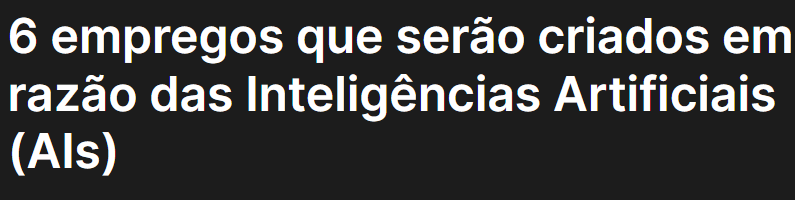 6 empregos que serão criados em
razão das Inteligências Artificiais
(AIs)